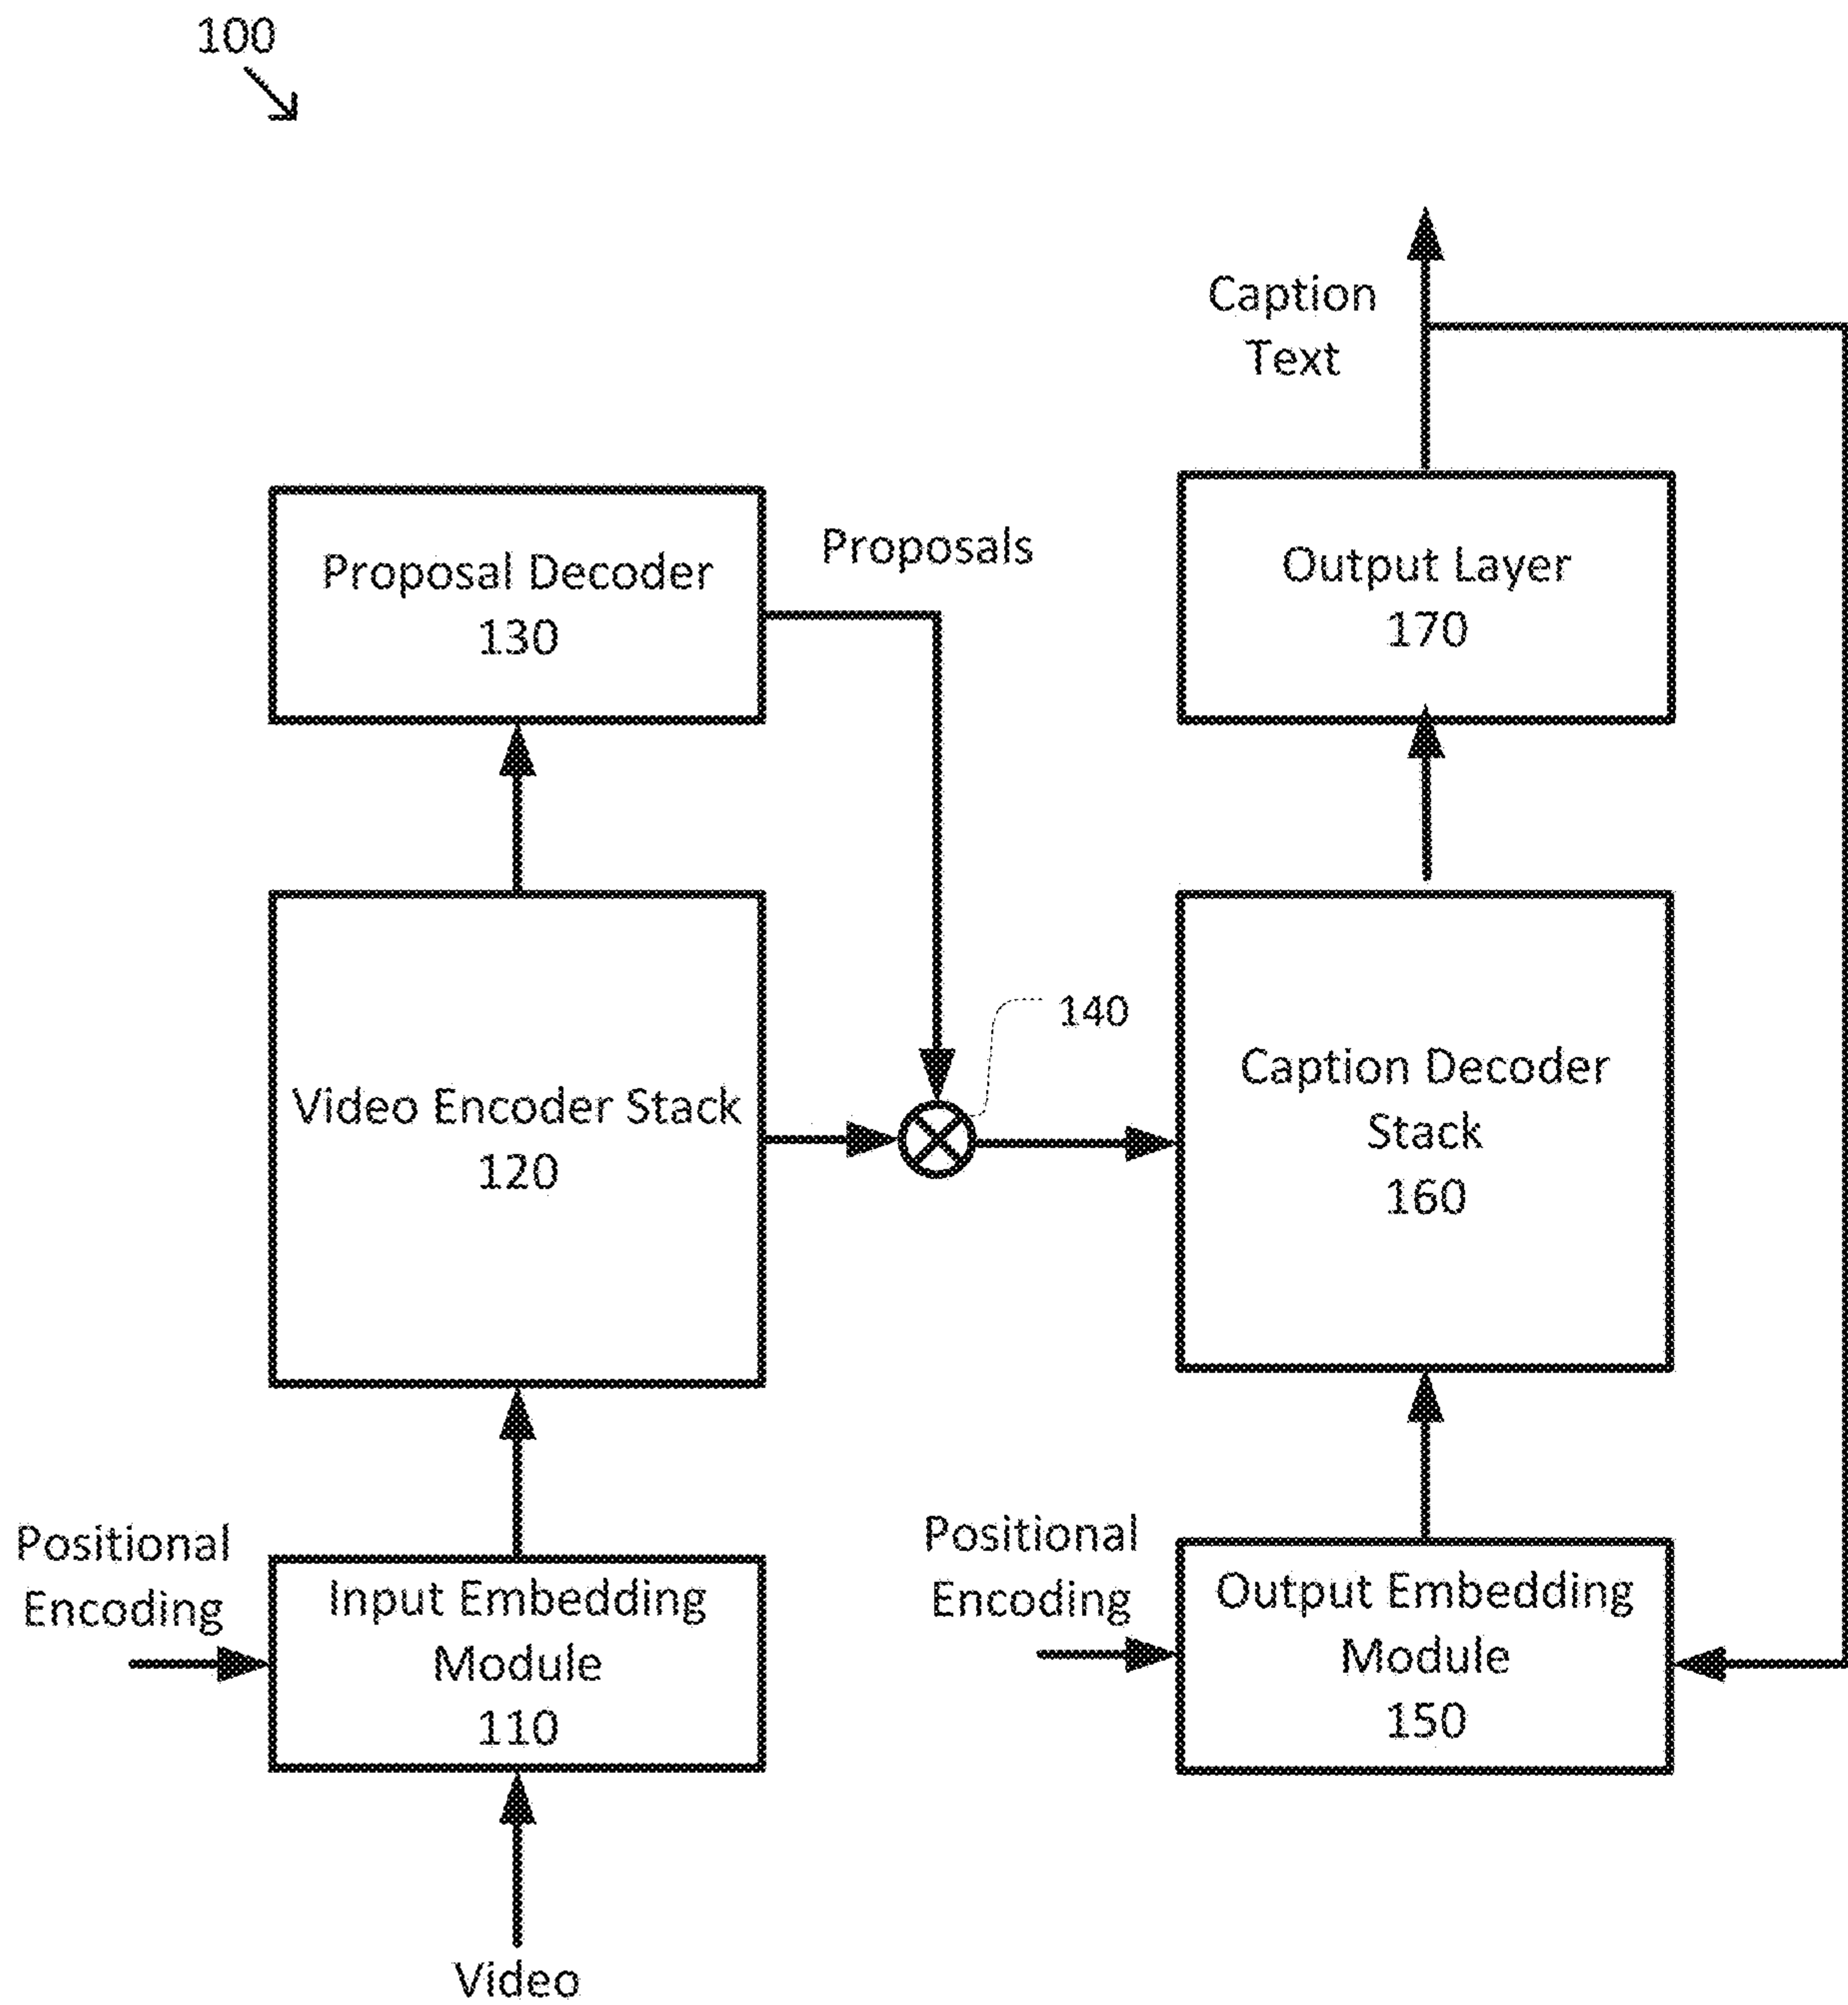 100
Caption
Text
Proposal Decoder
130
Proposals
Output Layer
170
Video Encoder Stack
120
140
Caption Decoder
Stack
160
Positional
Encoding
Input Embedding
Module
110
Positional
Encoding
Output Embedding
Module
150
Video